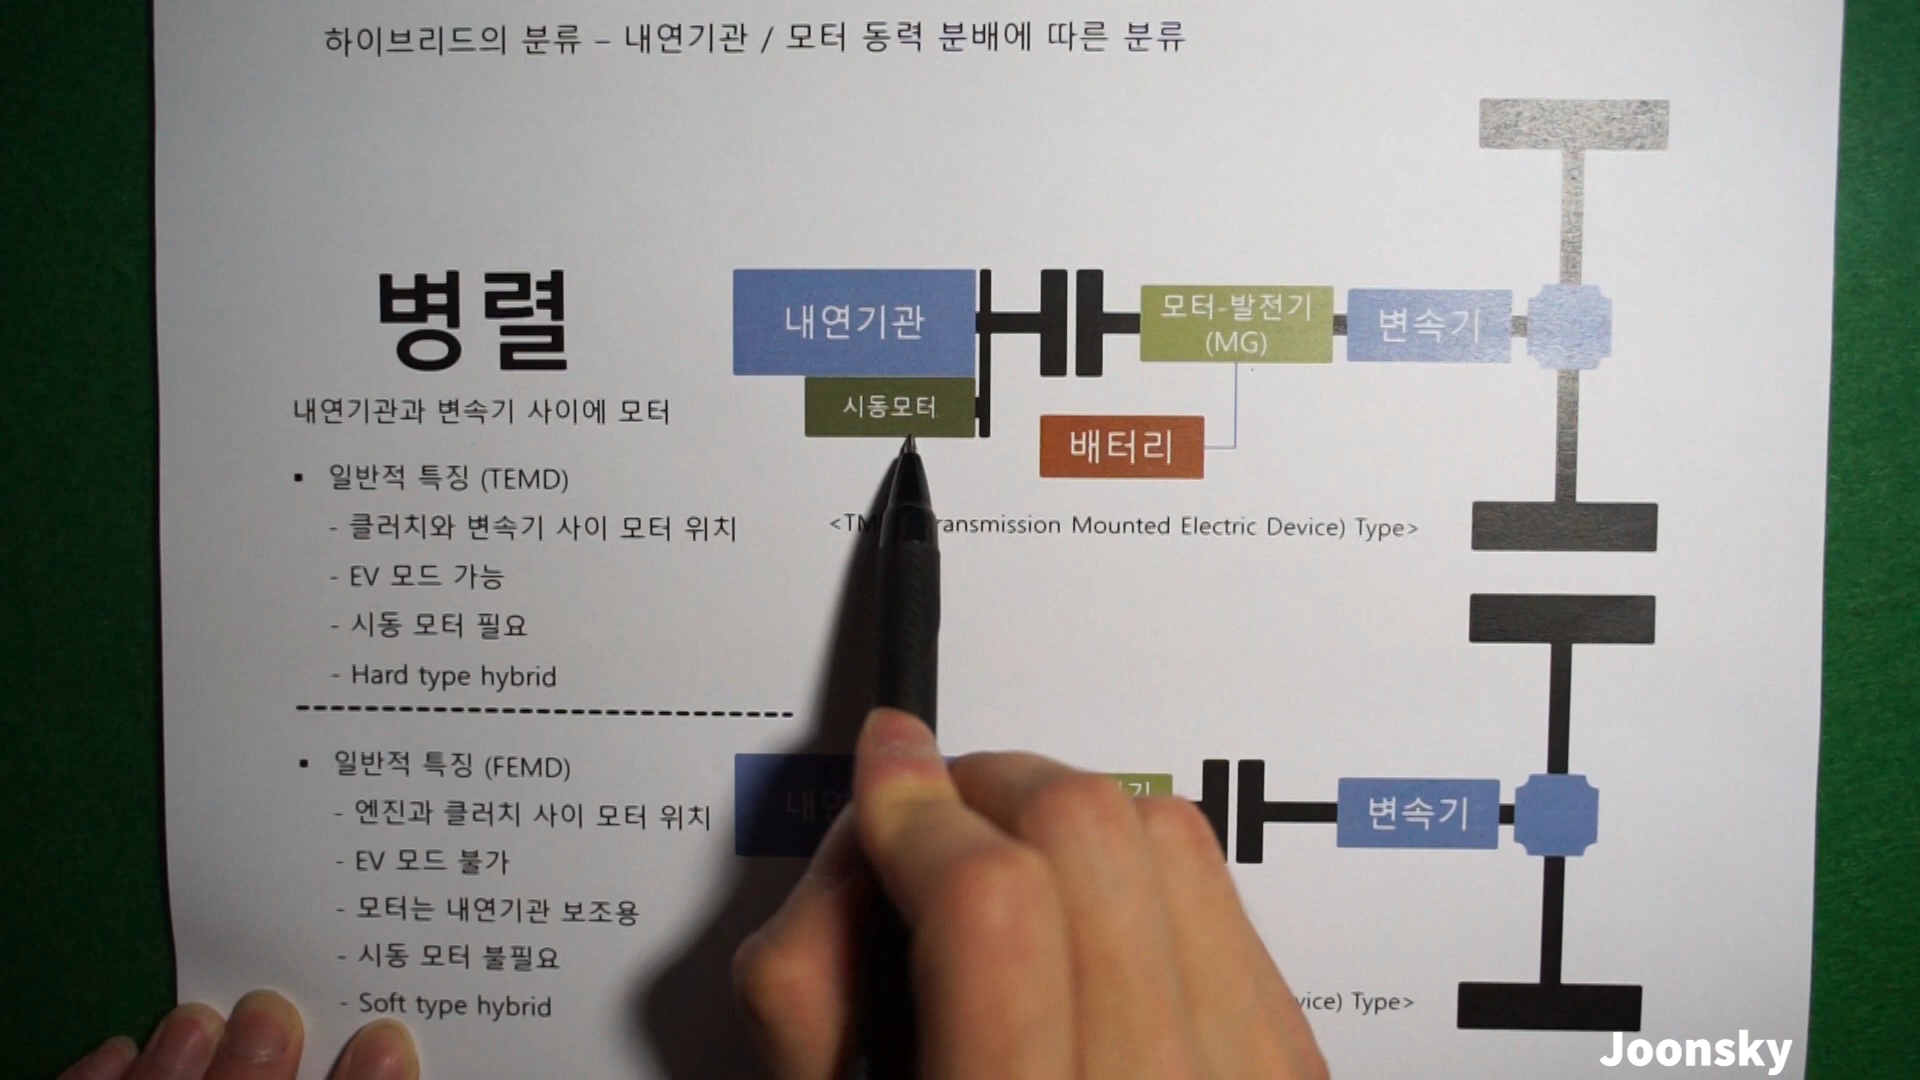 하이브리드의 분류 – 내연기관 / 모터 동력 분배에 따른 분류
병렬
내연기관과 변속기 사이에 모터
▪ 일반적 특징 (TEMD)
- 클러치와 변속기 사이 모터 위치
- EV 모드 가능
- 시동 모터 필요
- Hard type hybrid
내연기관
시동모터
모터-발전기
(MG)
변속기
배터리
Mounted Electric Device) Type>
▪ 일반적 특징 (FEMD)
- 엔진과 클러치 사이 모터 위치
- EV 모드 불가
- 모터는 내연기관 보조용
- 시동 모터 불필요
- Soft type hybrid
변속기
Type>
Joonsky